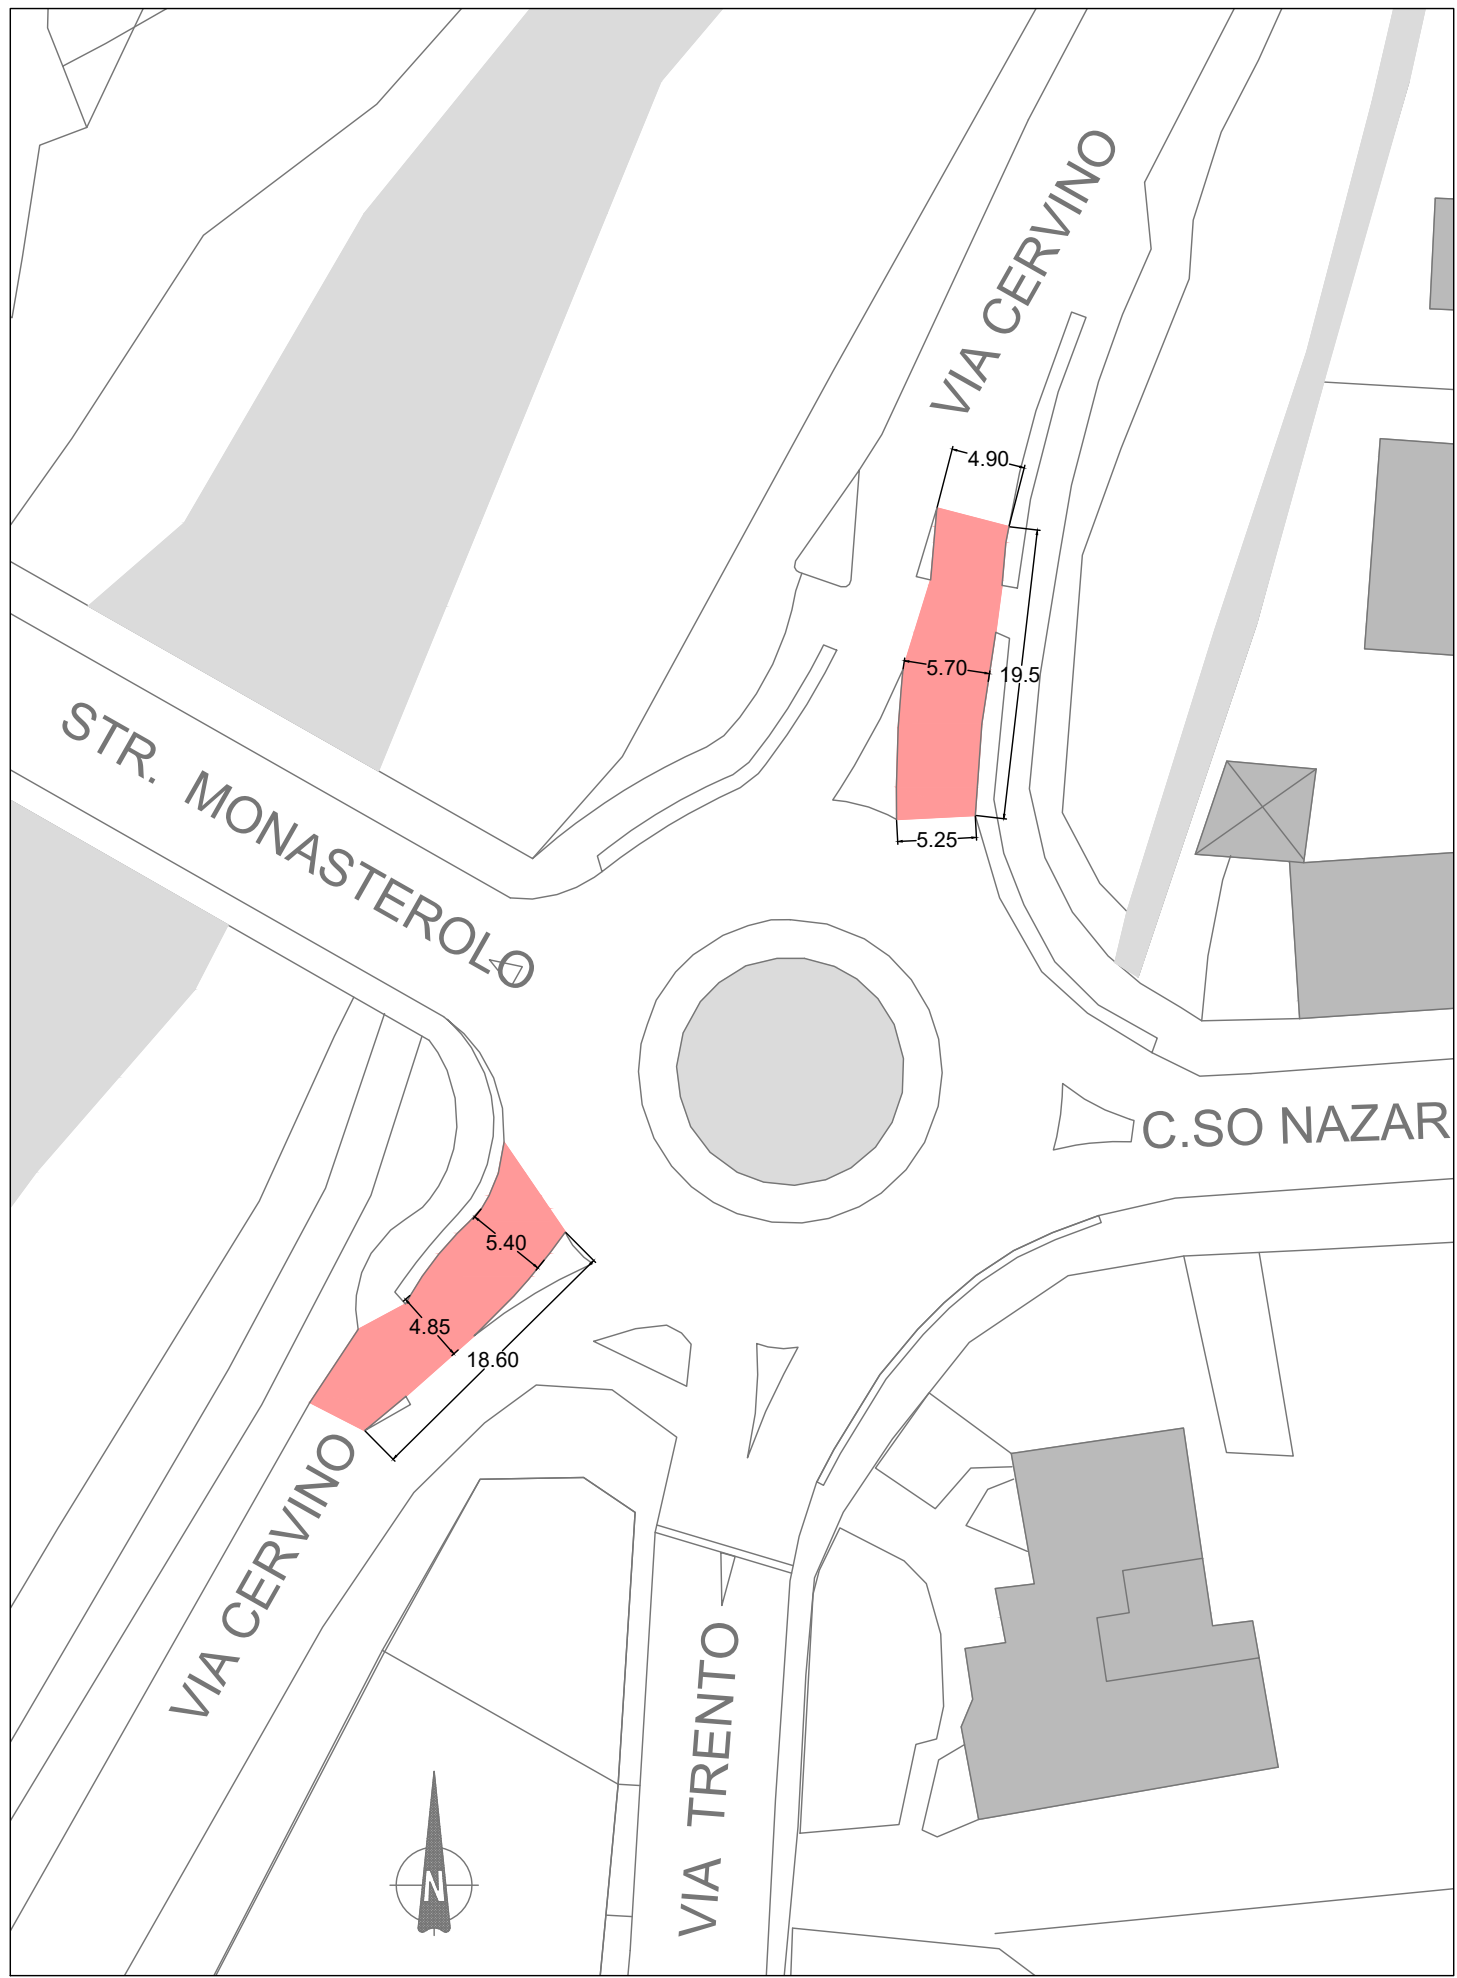 VIA CERVINO
4.90
5.70
19.5
5.25
STR. MONASTEROLO
C.SO NAZAR
5.40
4.85
18.60
VIA CERVINO
VIA TRENTO
N